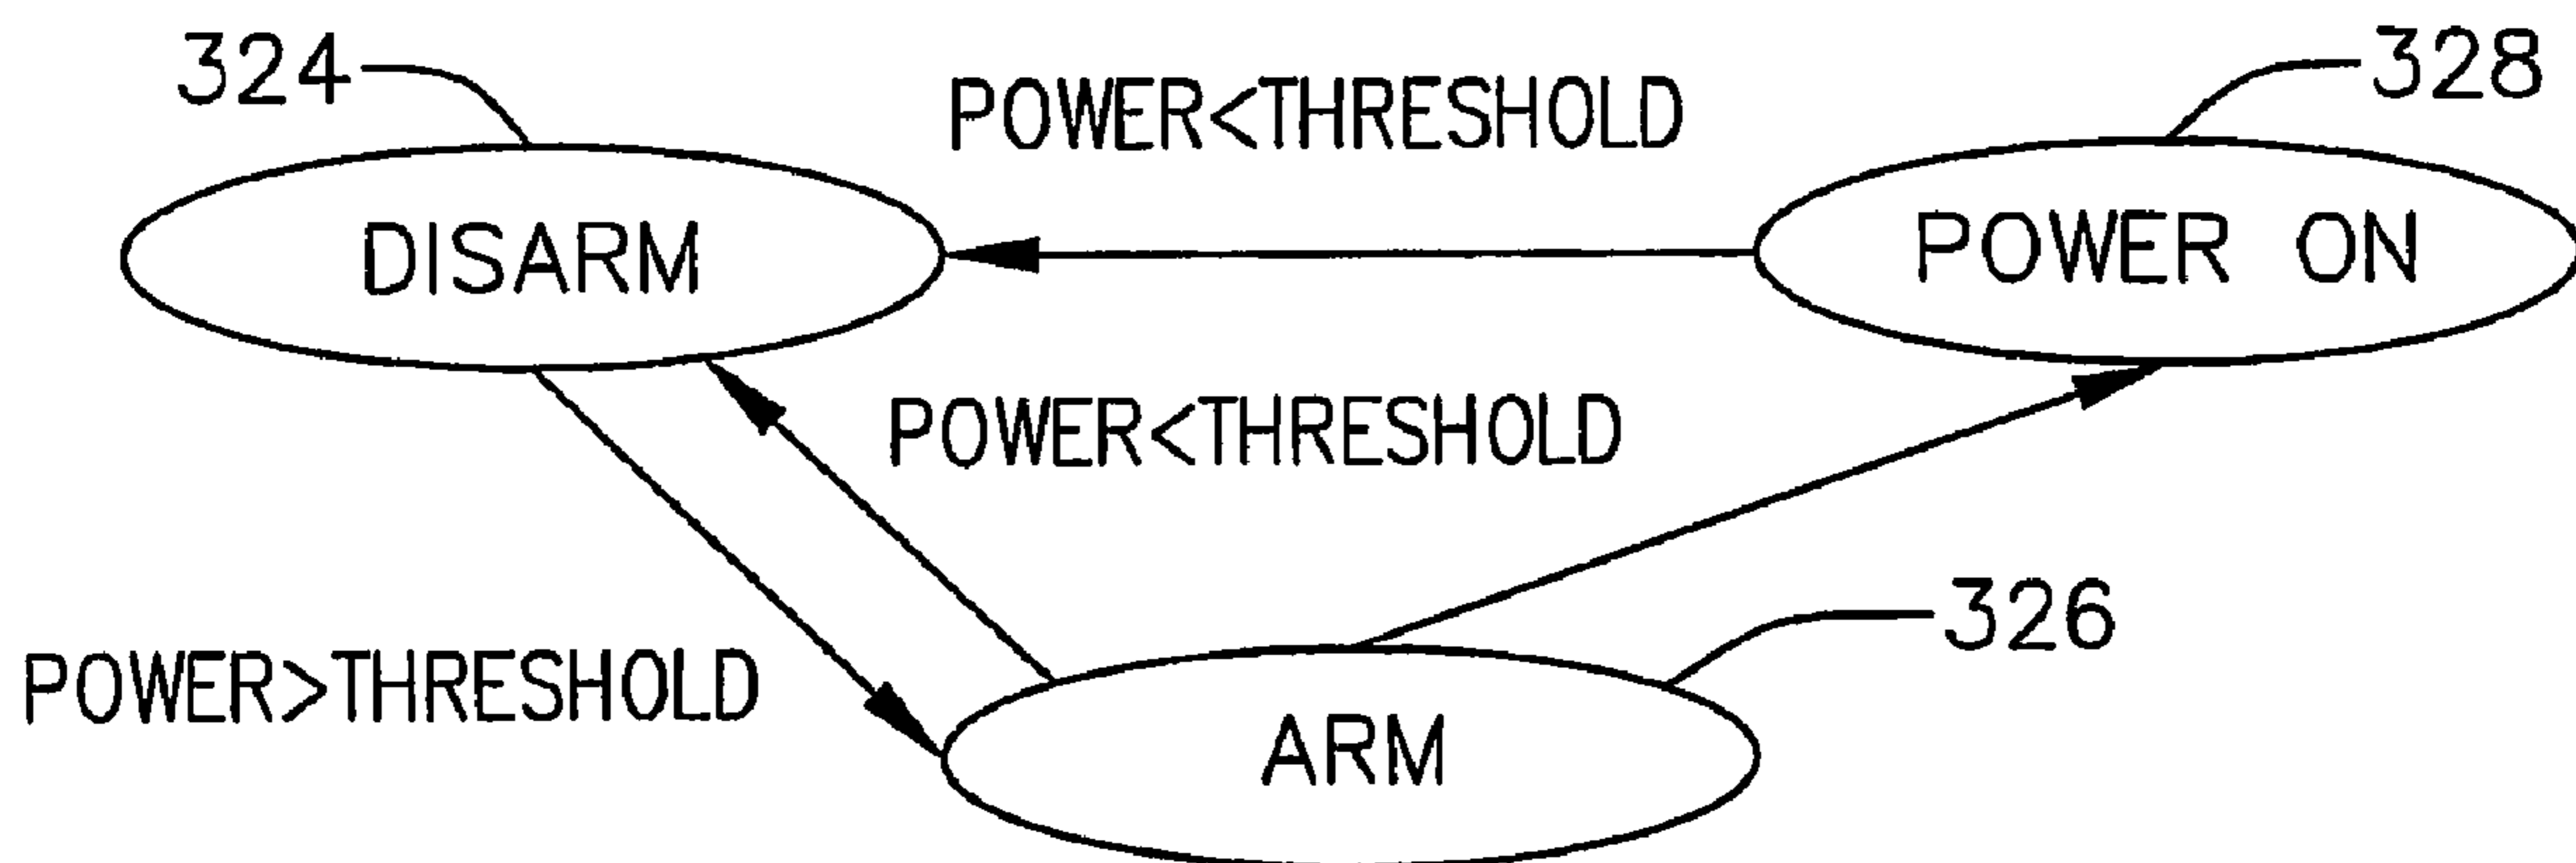 324
328
POWER<THRESHOLD
DISARM
POWER ON
POWER<THRESHOLD
326
POWER>THRESHOLD
ARM